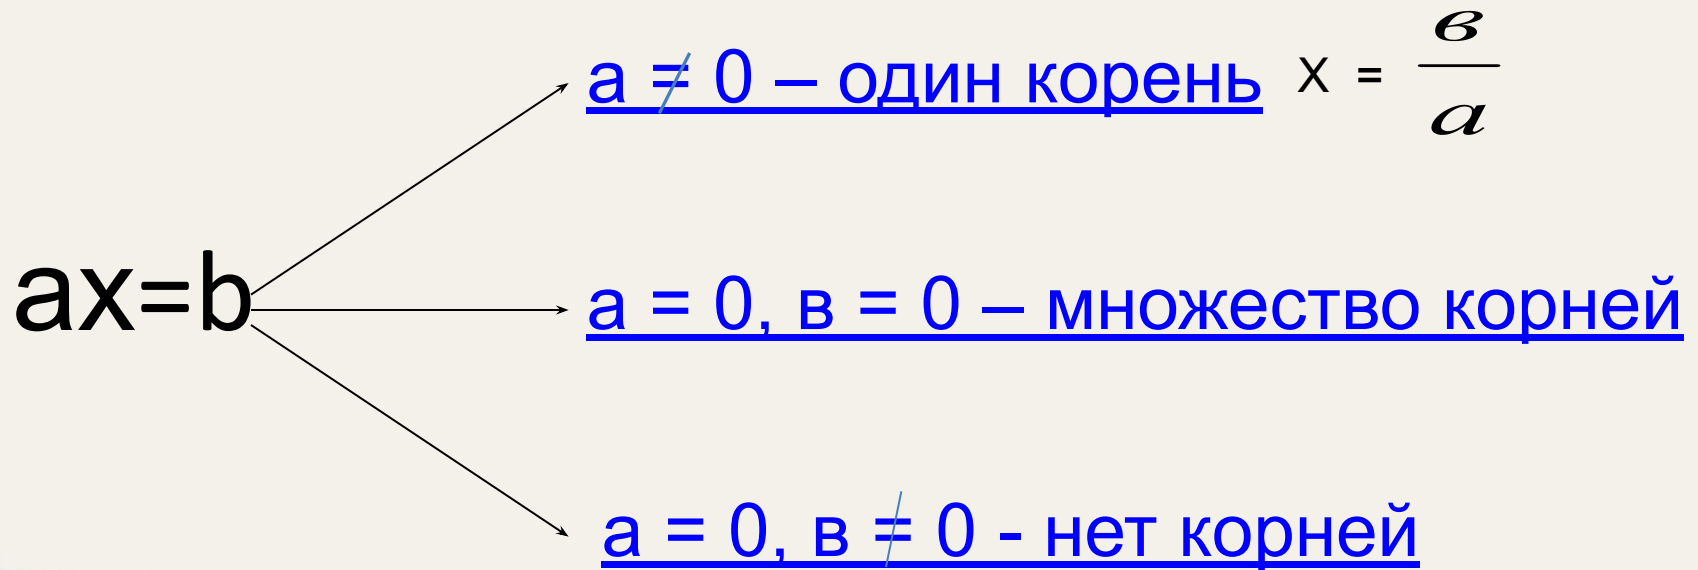 а ≠ 0 – один корень х = в/а
ax=b
а = 0, в = 0 – множество корней
а = 0, в ≠ 0 - нет корней